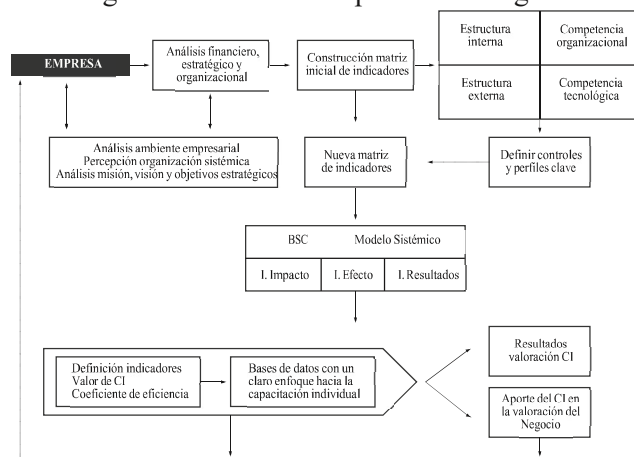 EMPRESA
Análisis financiero,
estratégico y
organizacional
Construcción matriz
inicial de indicadores
Estructura
interna
Competencia
organizacional
Estructura
externa
Competencia
tecnológica
Análisis ambiente empresarial
Percepción organización sistémica
Análisis misión, visión y objetivos estratégicos
Nueva matriz
de indicadores
Definir controles
y perfiles clave
BSC Modelo Sistémico
I. Impacto
I. Efecto
I. Resultados
Definición indicadores
Valor de CI
Coeficiente de eficiencia
Bases de datos con un
claro enfoque hacia la
capacitación individual
Resultados
valoración CI
Aporte del CI en
la valoración del
Negocio